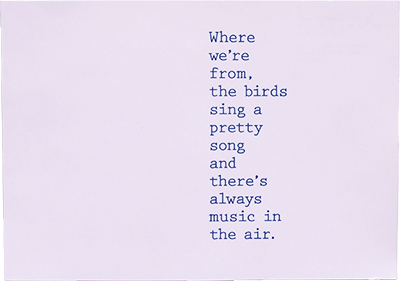 Where
we’re
from,
the birds
sing a
pretty
song
and
there’s
always
music in
the air.